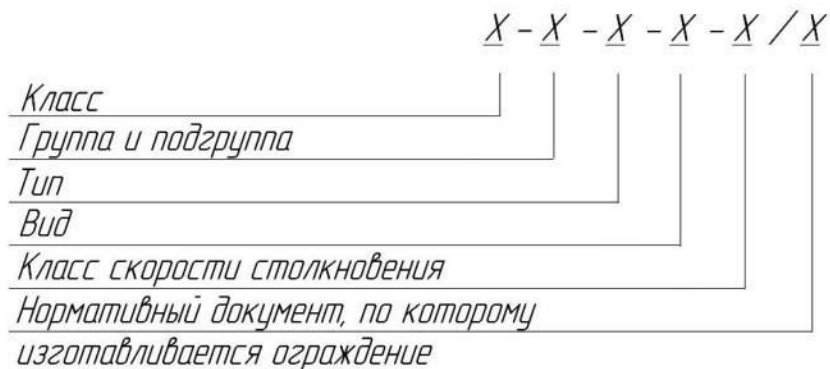 X - X - X - X - X / X
Класс
Группа и подгруппа
Тип
Вид
Класс скорости столкновения
Нормативный документ, по которому
изготавливается ограждение